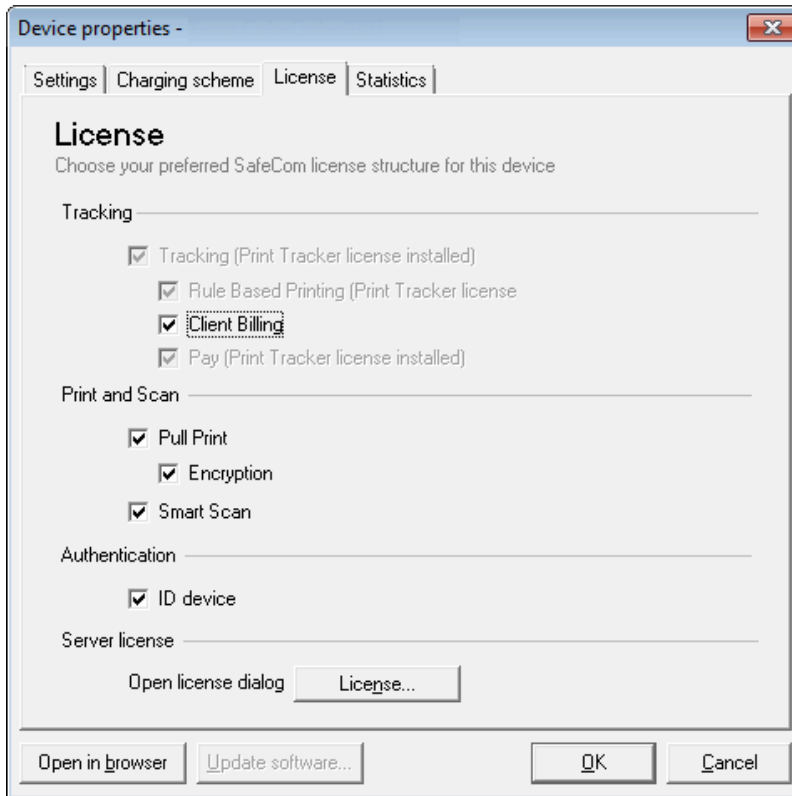 Device properties -
Settings Charging scheme License Statistics
License
Choose your preferred SafeCom license structure for this device
Tracking
Tracking (Print Tracker license installed)
Rule Based Printing (Print Tracker license
Client Billing
Pay (Print Tracker license installed)
Print and Scan
Pull Print
Encryption
Smart Scan
Authentication
ID device
Server license
Open license dialog License...
Open in browser Update software... OK Cancel